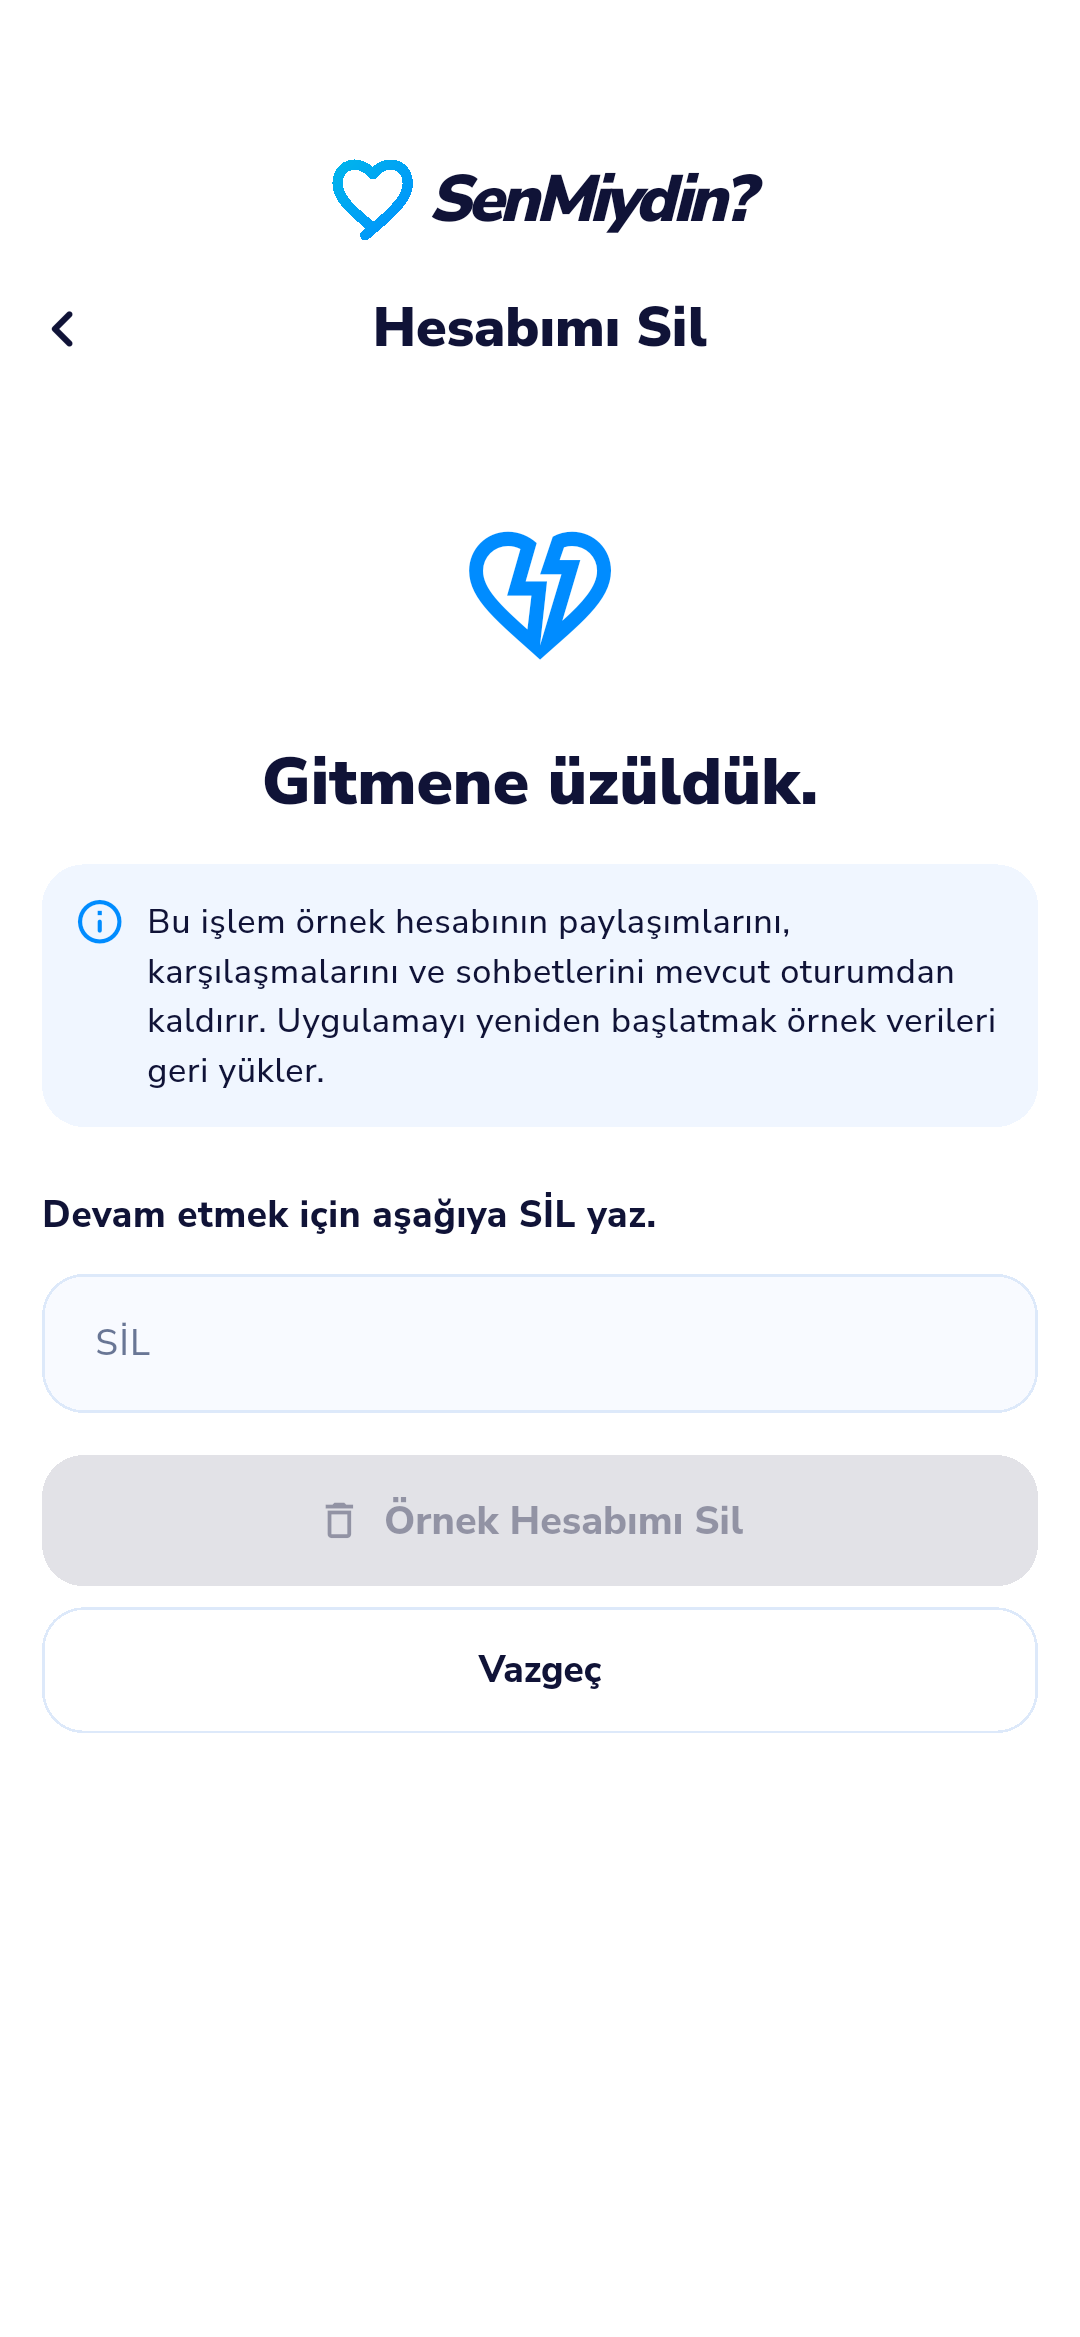 SenMiydin?
Hesabımı Sil
Gitmene üzüldük.
Bu işlem örnek hesabının paylaşımlarını,
karşılaşmalarını ve sohbetlerini mevcut oturumdan
kaldırır. Uygulamayı yeniden başlatmak örnek verileri
geri yükler.
Devam etmek için aşağıya SİL yaz.
SİL
Örnek Hesabımı Sil
Vazgeç